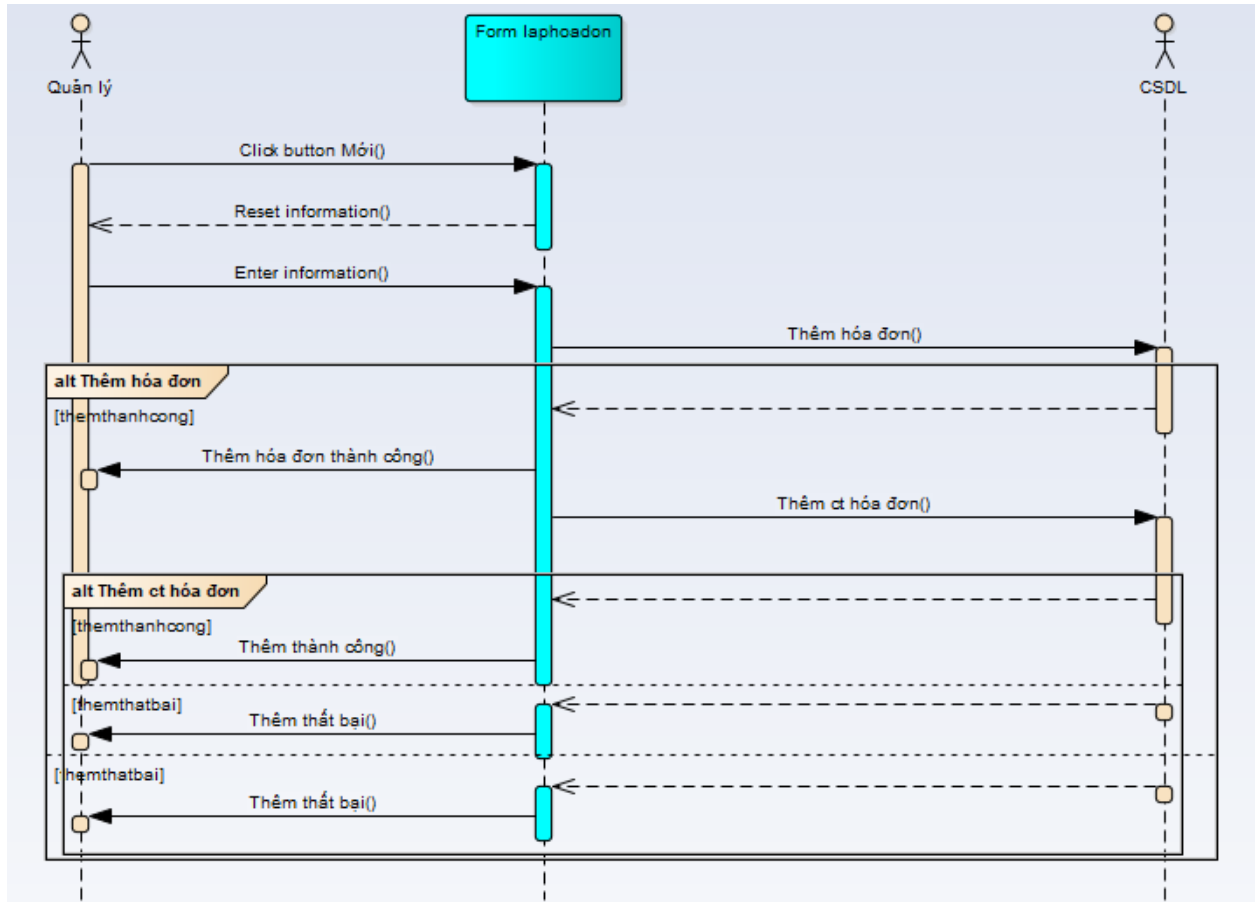 Quản lý
Form laphoadon
CSDL
Click button Mới()
Reset information()
Enter information()
Thêm hóa đơn()
alt Thêm hóa đơn
[themthanhcong]
Thêm hóa đơn thành công()
Thêm ct hóa đơn()
alt Thêm ct hóa đơn
[themthanhcong]
Thêm thành công()
[themthatbai]
Thêm thất bại()
[themthatbai]
Thêm thất bại()